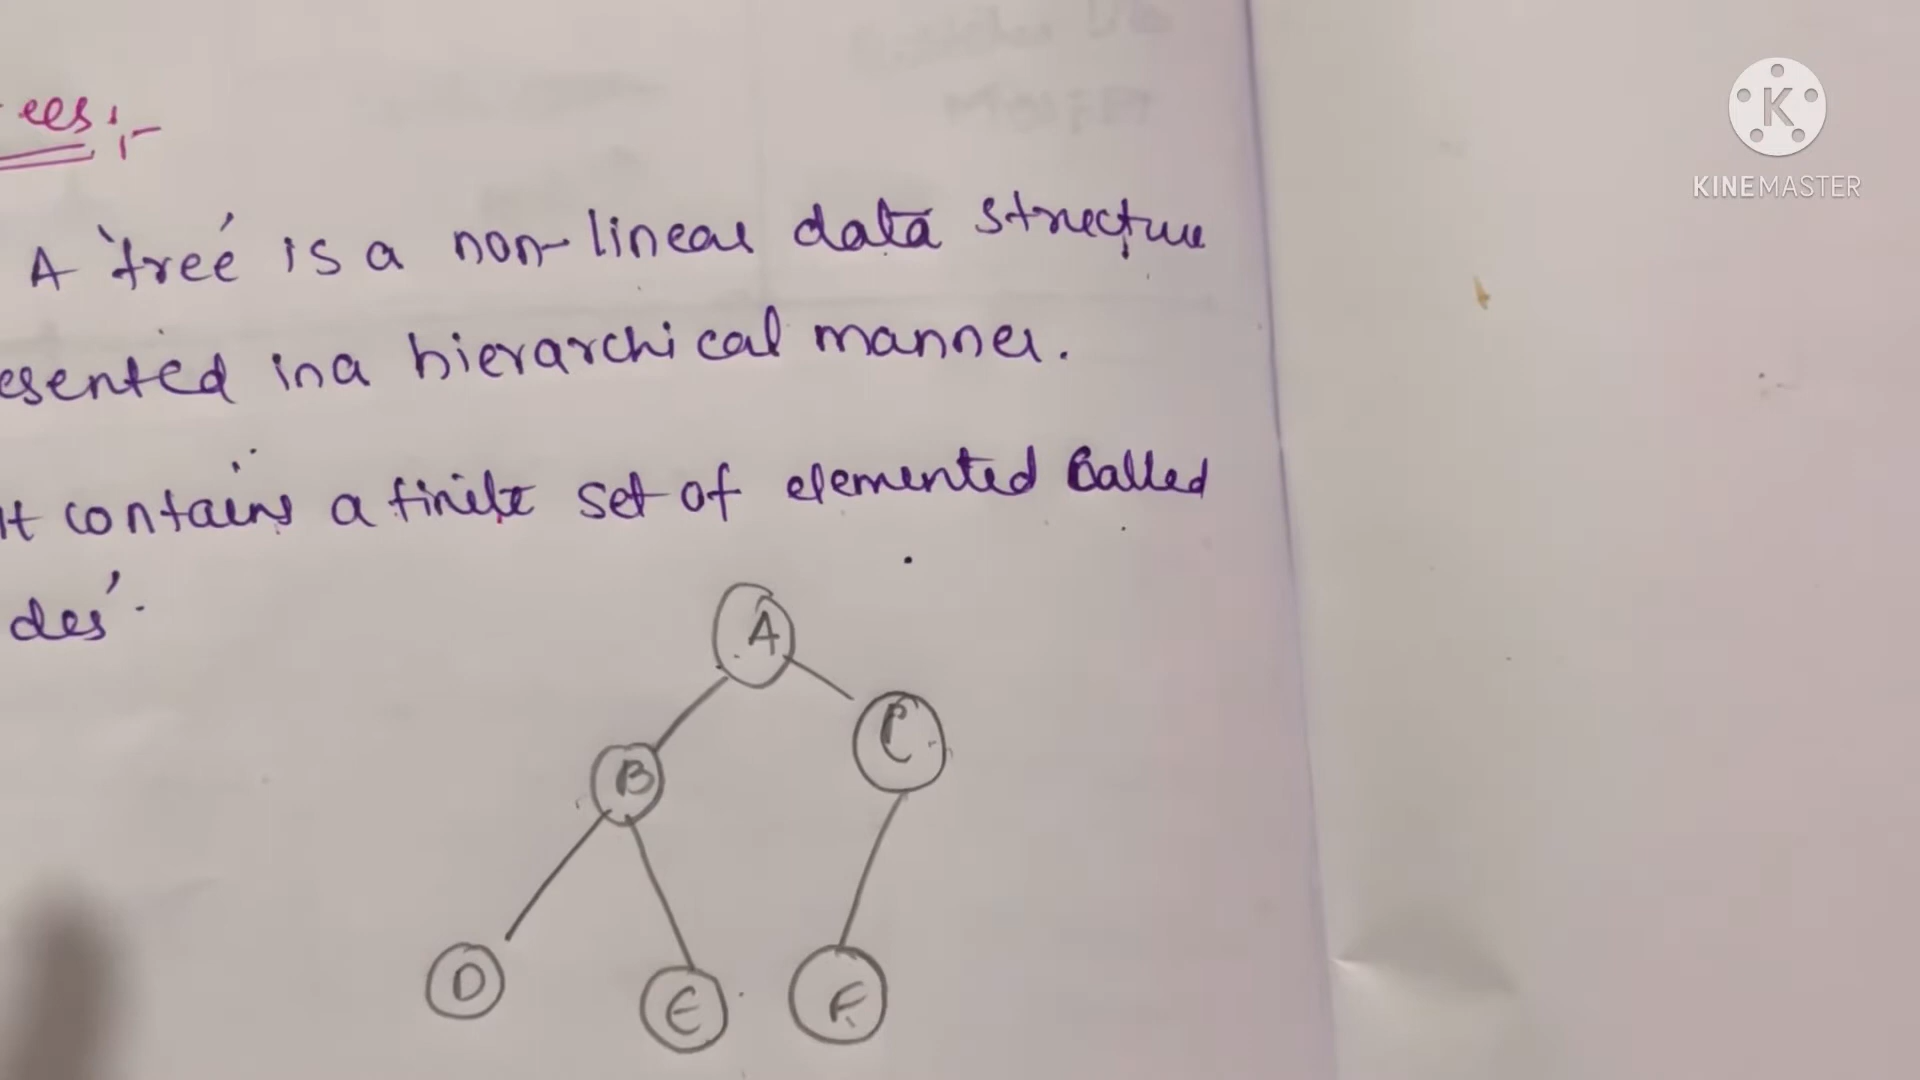 ees:-
A 'tree' is a non-linear data structure
esented in a hierarchical manner.
It contains a finite set of elemented called
des'.
A
C
B
D
E
F
K
KINEMASTER